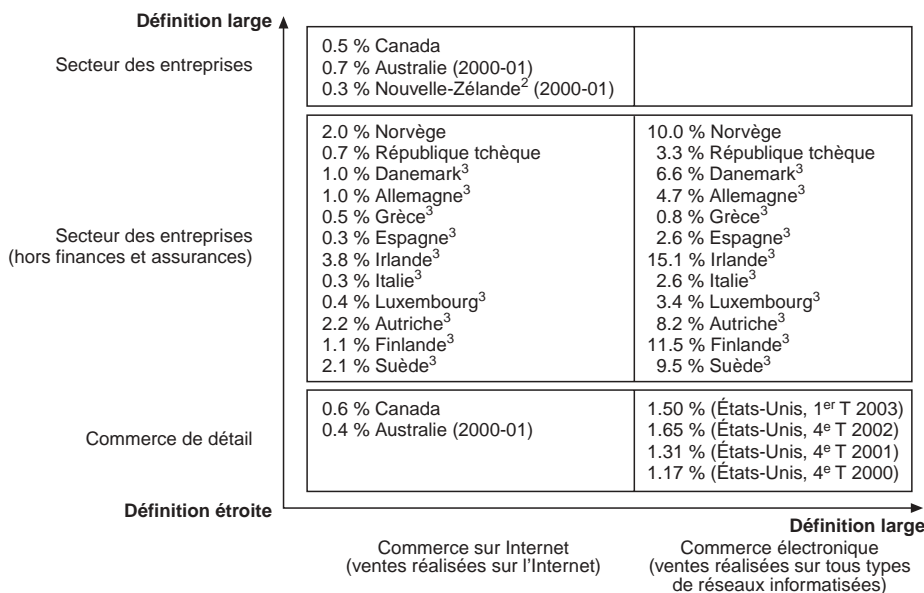 Définition large
Secteur des entreprises
0.5 % Canada
0.7 % Australie (2000-01)
0.3 % Nouvelle-Zélande² (2000-01)
Secteur des entreprises
(hors finances et assurances)
2.0 % Norvège
0.7 % République tchèque
1.0 % Danemark³
1.0 % Allemagne³
0.5 % Grèce³
0.3 % Espagne³
3.8 % Irlande³
0.3 % Italie³
0.4 % Luxembourg³
2.2 % Autriche³
1.1 % Finlande³
2.1 % Suède³
10.0 % Norvège
3.3 % République tchèque
6.6 % Danemark³
4.7 % Allemagne³
0.8 % Grèce³
2.6 % Espagne³
15.1 % Irlande³
2.6 % Italie³
3.4 % Luxembourg³
8.2 % Autriche³
11.5 % Finlande³
9.5 % Suède³
Commerce de détail
0.6 % Canada
0.4 % Australie (2000-01)
1.50 % (États-Unis, 1er T 2003)
1.65 % (États-Unis, 4e T 2002)
1.31 % (États-Unis, 4e T 2001)
1.17 % (États-Unis, 4e T 2000)
Définition étroite
Définition large
Commerce sur Internet
(ventes réalisées sur l'Internet)
Commerce électronique
(ventes réalisées sur tous types
de réseaux informatisées)